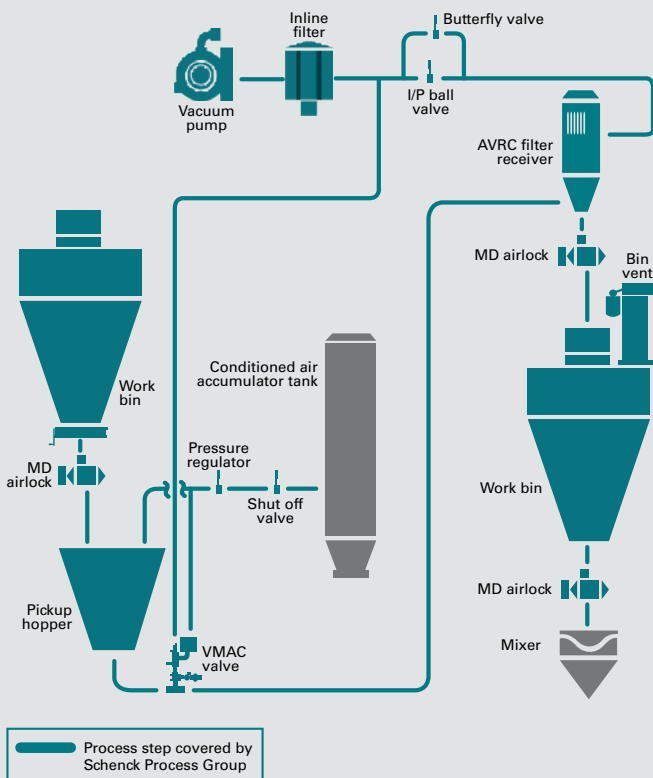 Butterfly valve
Inline
filter
I/P ball
valve
Vacuum
pump
AVRC filter
receiver
MD airlock
Bin
vent
Conditioned air
accumulator tank
Work
bin
Pressure
regulator
MD
airlock
Shut off
valve
Work bin
MD airlock
Pickup
hopper
Mixer
VMAC
valve
Process step covered by
Schenck Process Group